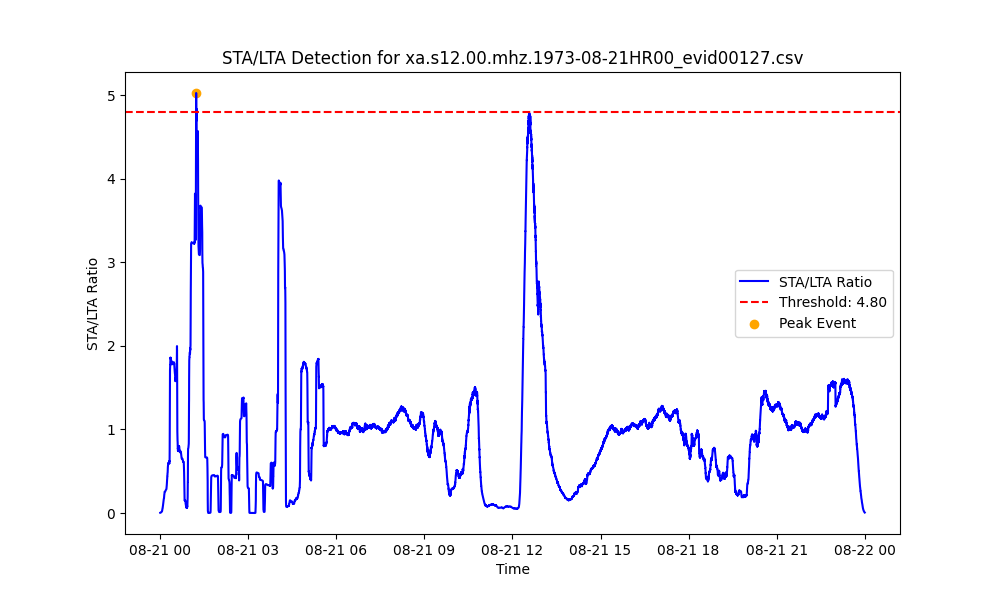 STA/LTA Detection for xa.s12.00.mhz.1973-08-21HR00_evid00127.csv
STA/LTA Ratio
5
4
3
2
1
0
STA/LTA Ratio
Threshold: 4.80
Peak Event
08-21 00
08-21 03
08-21 06
08-21 09
08-21 12
08-21 15
08-21 18
08-21 21
08-22 00
Time